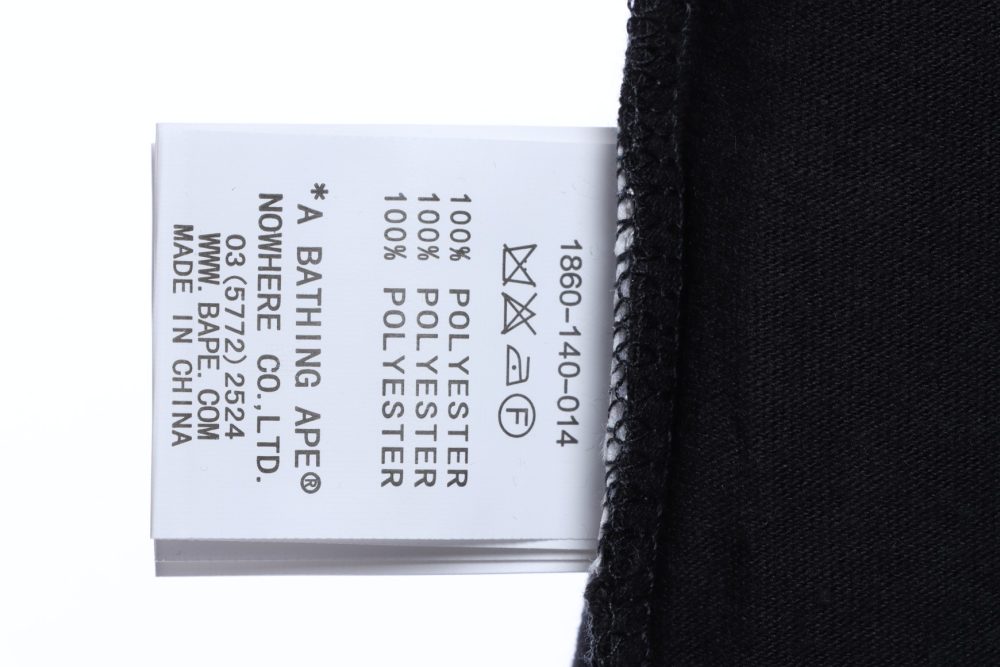 1860-140-014
F
100% POLYESTER
100% POLYESTER
100% POLYESTER
*A BATHING APE®
NOWHERE CO.,LTD.
03(5772)2524
WWW.BAPE.COM
MADE IN CHINA